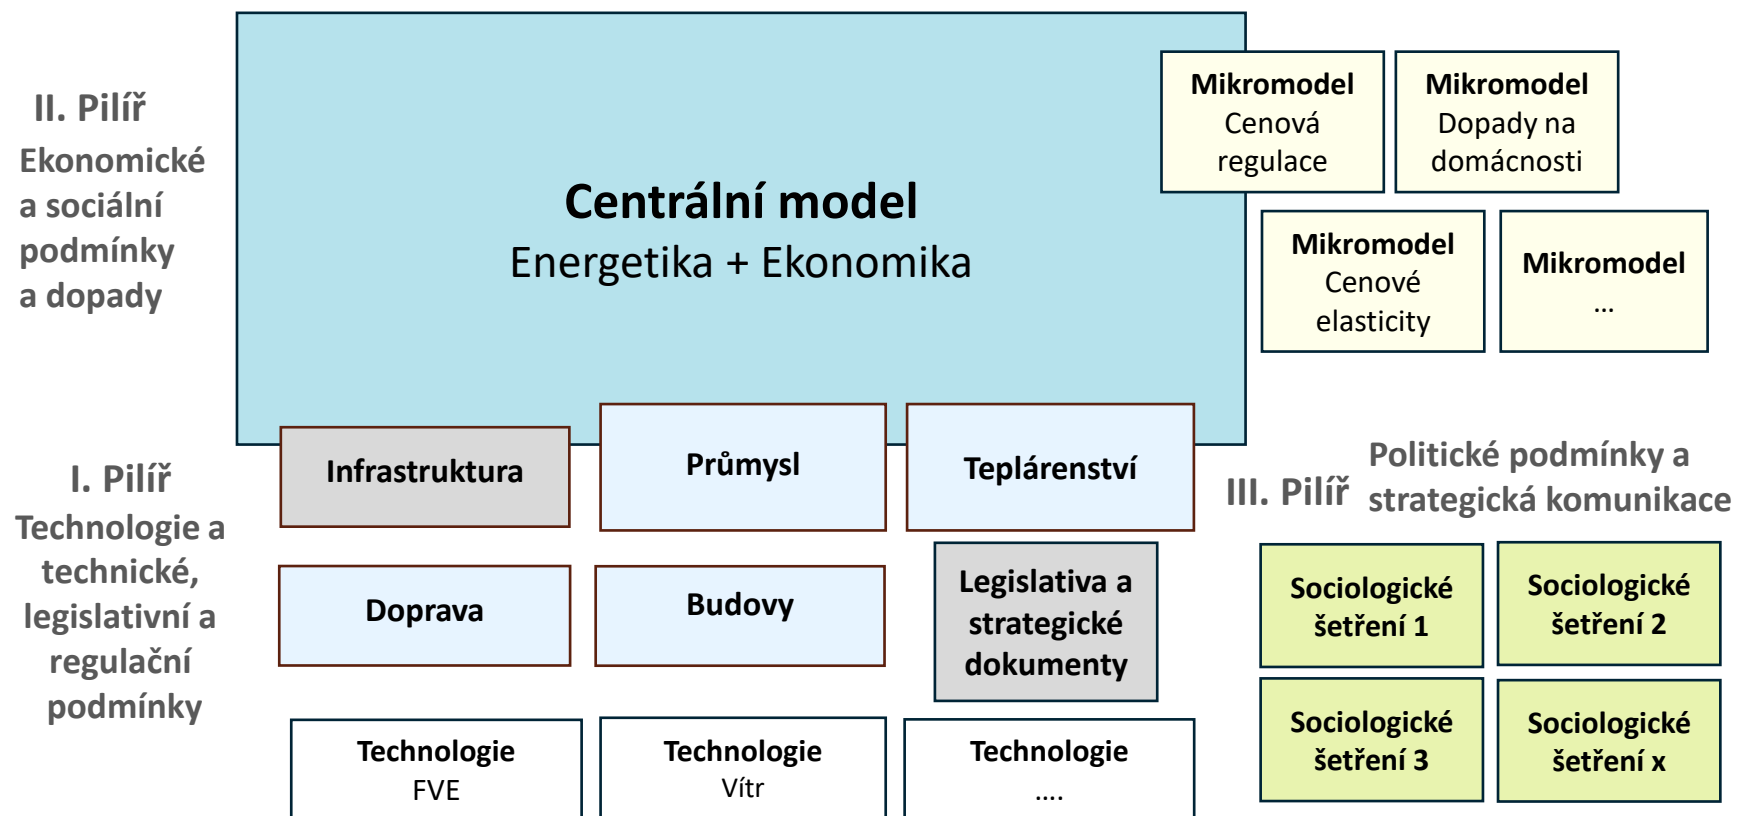 II. Pilíř
Ekonomické
a sociální
podmínky
a dopady
Centrální model
Energetika + Ekonomika
Mikromodel
Cenová
regulace
Mikromodel
Dopady na
domácnosti
Mikromodel
Cenové
elasticity
Mikromodel
...
I. Pilíř
Technologie a
technické,
legislativní a
regulační
podmínky
Infrastruktura
Průmysl
Teplárenství
Doprava
Budovy
Legislativa a
strategické
dokumenty
Technologie
FVE
Technologie
Vítr
Technologie
....
III. Pilíř
Politické podmínky a
strategická komunikace
Sociologické
šetření 1
Sociologické
šetření 2
Sociologické
šetření 3
Sociologické
šetření x